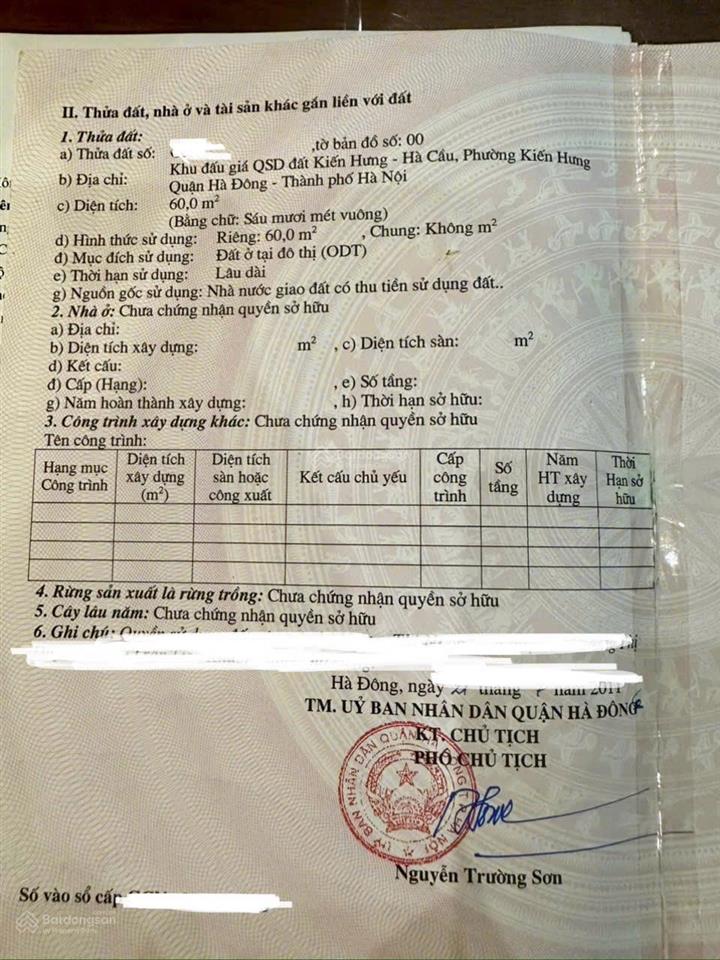 II. Thửa đất, nhà ở và tài sản khác gắn liền với đất
1. Thửa đất:
a) Thửa đất số: ,tờ bản đồ số: 00
b) Địa chỉ: Khu đấu giá QSD đất Kiến Hưng - Hà Cầu, Phường Kiến Hưng
Quận Hà Đông - Thành phố Hà Nội
c) Diện tích: 60,0 m²
(Bằng chữ: Sáu mươi mét vuông)
d) Hình thức sử dụng: Riêng: 60,0 m² , Chung: Không m²
đ) Mục đích sử dụng: Đất ở tại đô thị (ODT)
e) Thời hạn sử dụng: Lâu dài
g) Nguồn gốc sử dụng: Nhà nước giao đất có thu tiền sử dụng đất..
2. Nhà ở: Chưa chứng nhận quyền sở hữu
a) Địa chỉ:
b) Diện tích xây dựng: m² , c) Diện tích sàn: m²
d) Kết cấu:
đ) Cấp (Hạng): , e) Số tầng:
g) Năm hoàn thành xây dựng: , h) Thời hạn sở hữu:
3. Công trình xây dựng khác: Chưa chứng nhận quyền sở hữu
Tên công trình:
Hạng mục Công trình
Diện tích xây dựng (m²)
Diện tích sàn hoặc công xuất
Kết cấu chủ yếu
Cấp công trình
Số tầng
Năm HT xây dựng
Thời Hạn sở hữu
4. Rừng sản xuất là rừng trồng: Chưa chứng nhận quyền sở hữu
5. Cây lâu năm: Chưa chứng nhận quyền sở hữu
6. Ghi chú:
Hà Đông, ngày tháng năm 2011
TM. UỶ BAN NHÂN DÂN QUẬN HÀ ĐÔNG
KT. CHỦ TỊCH
PHÓ CHỦ TỊCH
Nguyễn Trường Sơn
Số vào sổ cấp
Batdongsan